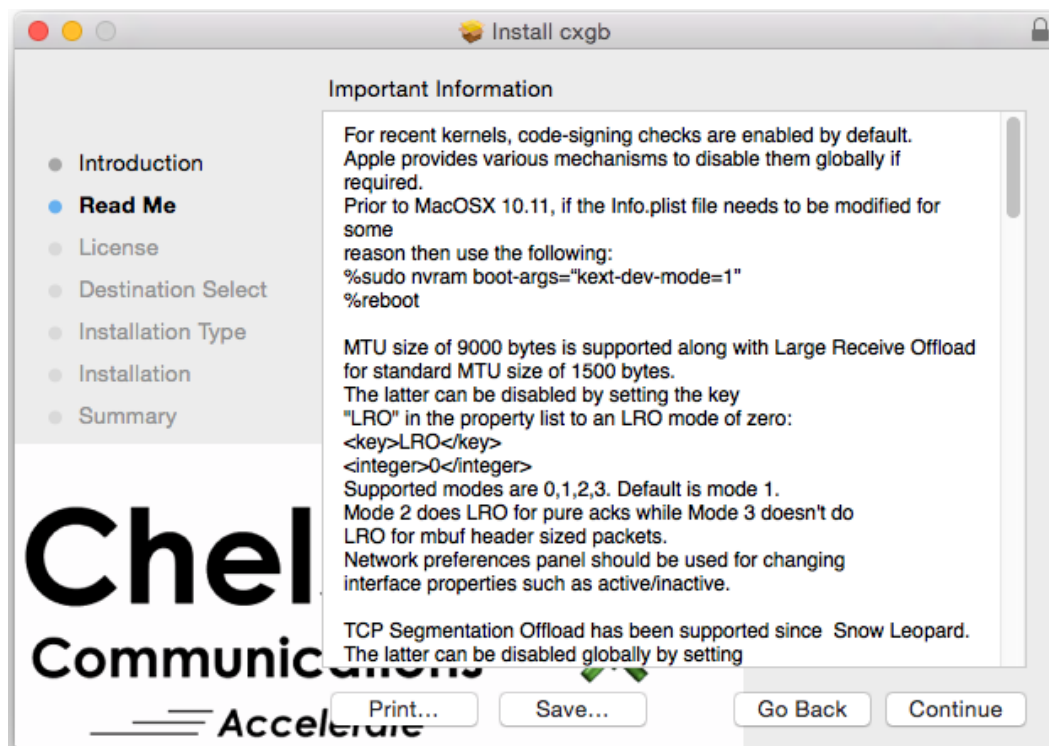 Install cxgb
Important Information
Introduction
Read Me
License
Destination Select
Installation Type
Installation
Summary
For recent kernels, code-signing checks are enabled by default.
Apple provides various mechanisms to disable them globally if
required.
Prior to MacOSX 10.11, if the Info.plist file needs to be modified for
some
reason then use the following:
%sudo nvram boot-args=“kext-dev-mode=1"
%reboot
MTU size of 9000 bytes is supported along with Large Receive Offload
for standard MTU size of 1500 bytes.
The latter can be disabled by setting the key
"LRO" in the property list to an LRO mode of zero:
<key>LRO</key>
<integer>0</integer>
Supported modes are 0,1,2,3. Default is mode 1.
Mode 2 does LRO for pure acks while Mode 3 doesn't do
LRO for mbuf header sized packets.
Network preferences panel should be used for changing
interface properties such as active/inactive.
TCP Segmentation Offload has been supported since  Snow Leopard.
The latter can be disabled globally by setting
Chel
Communications
Accelerate
Print...
Save...
Go Back
Continue